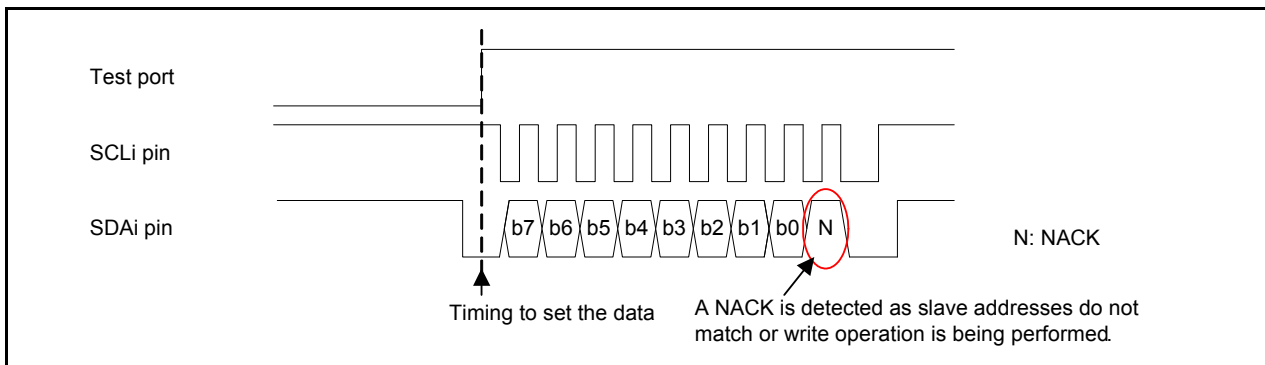 Test port
SCLi pin
SDAi pin
b7 b6 b5 b4 b3 b2 b1 b0 N
N: NACK
Timing to set the data
A NACK is detected as slave addresses do not
match or write operation is being performed.